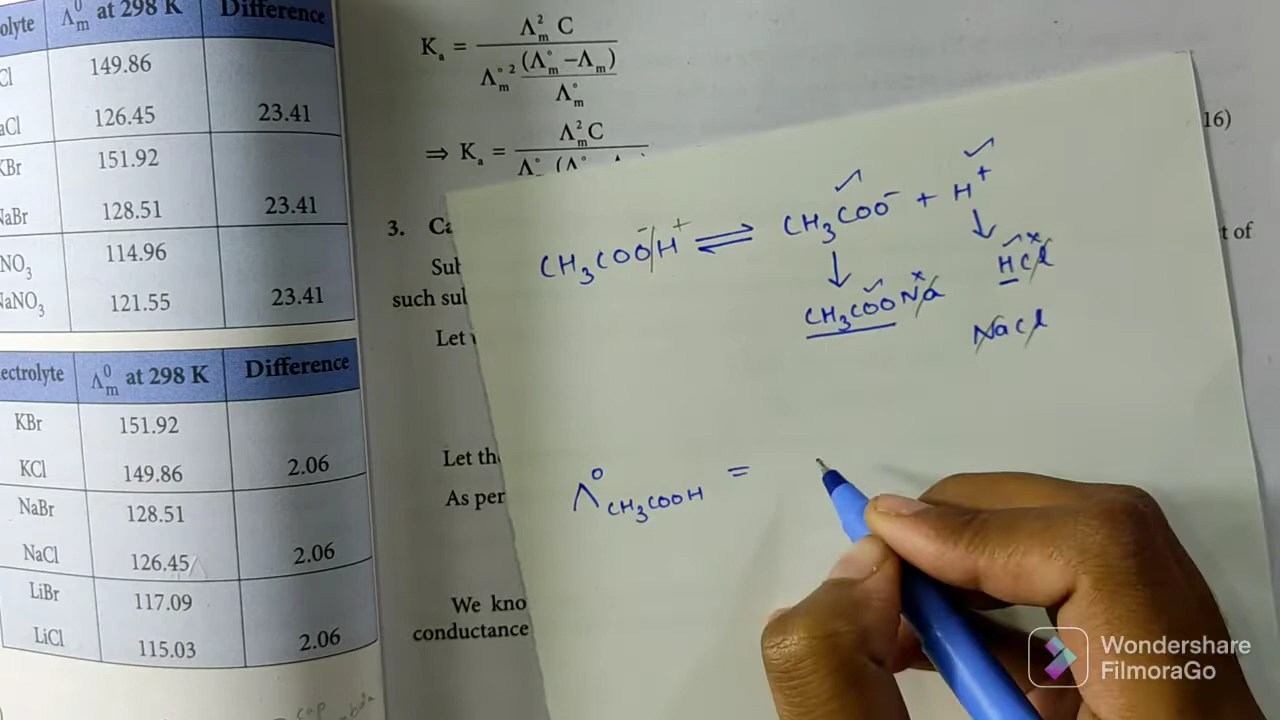 olyte Λ⁰m at 298 K Difference
Cl 149.86
aCl 126.45 23.41
KBr 151.92
NaBr 128.51 23.41
NO3 114.96
NaNO3 121.55 23.41
ectrolyte Λ⁰m at 298 K Difference
KBr 151.92
KCl 149.86 2.06
NaBr 128.51
NaCl 126.45 2.06
LiBr 117.09
LiCl 115.03 2.06
cap
Ka = Λ²m C / Λ°m² (Λ°m − Λm) / Λ°m
⇒ Ka = Λ²m C
16)
3. Ca
Sub t of
such sul
Let
Let th
As per
We kno
conductance
CH3COO⁻/H⁺ ⇌ CH3COO⁻ + H⁺
CH3COONa HCl
NaCl
Λ°CH3COOH =
Wondershare
FilmoraGo